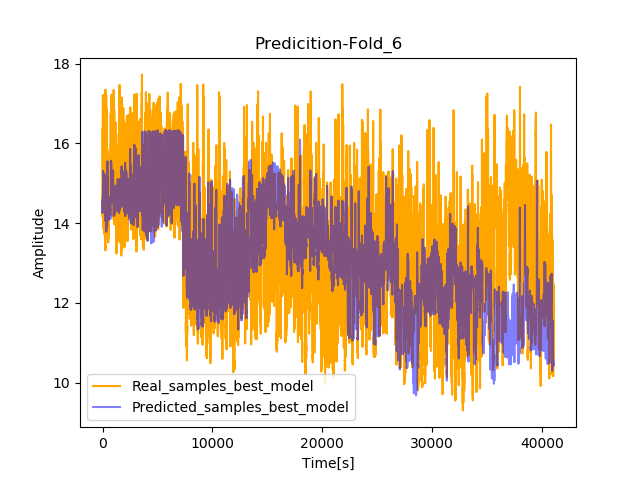 Predicition-Fold_6
18
16
14
12
10
Amplitude
Real_samples_best_model
Predicted_samples_best_model
0
10000
20000
30000
40000
Time[s]